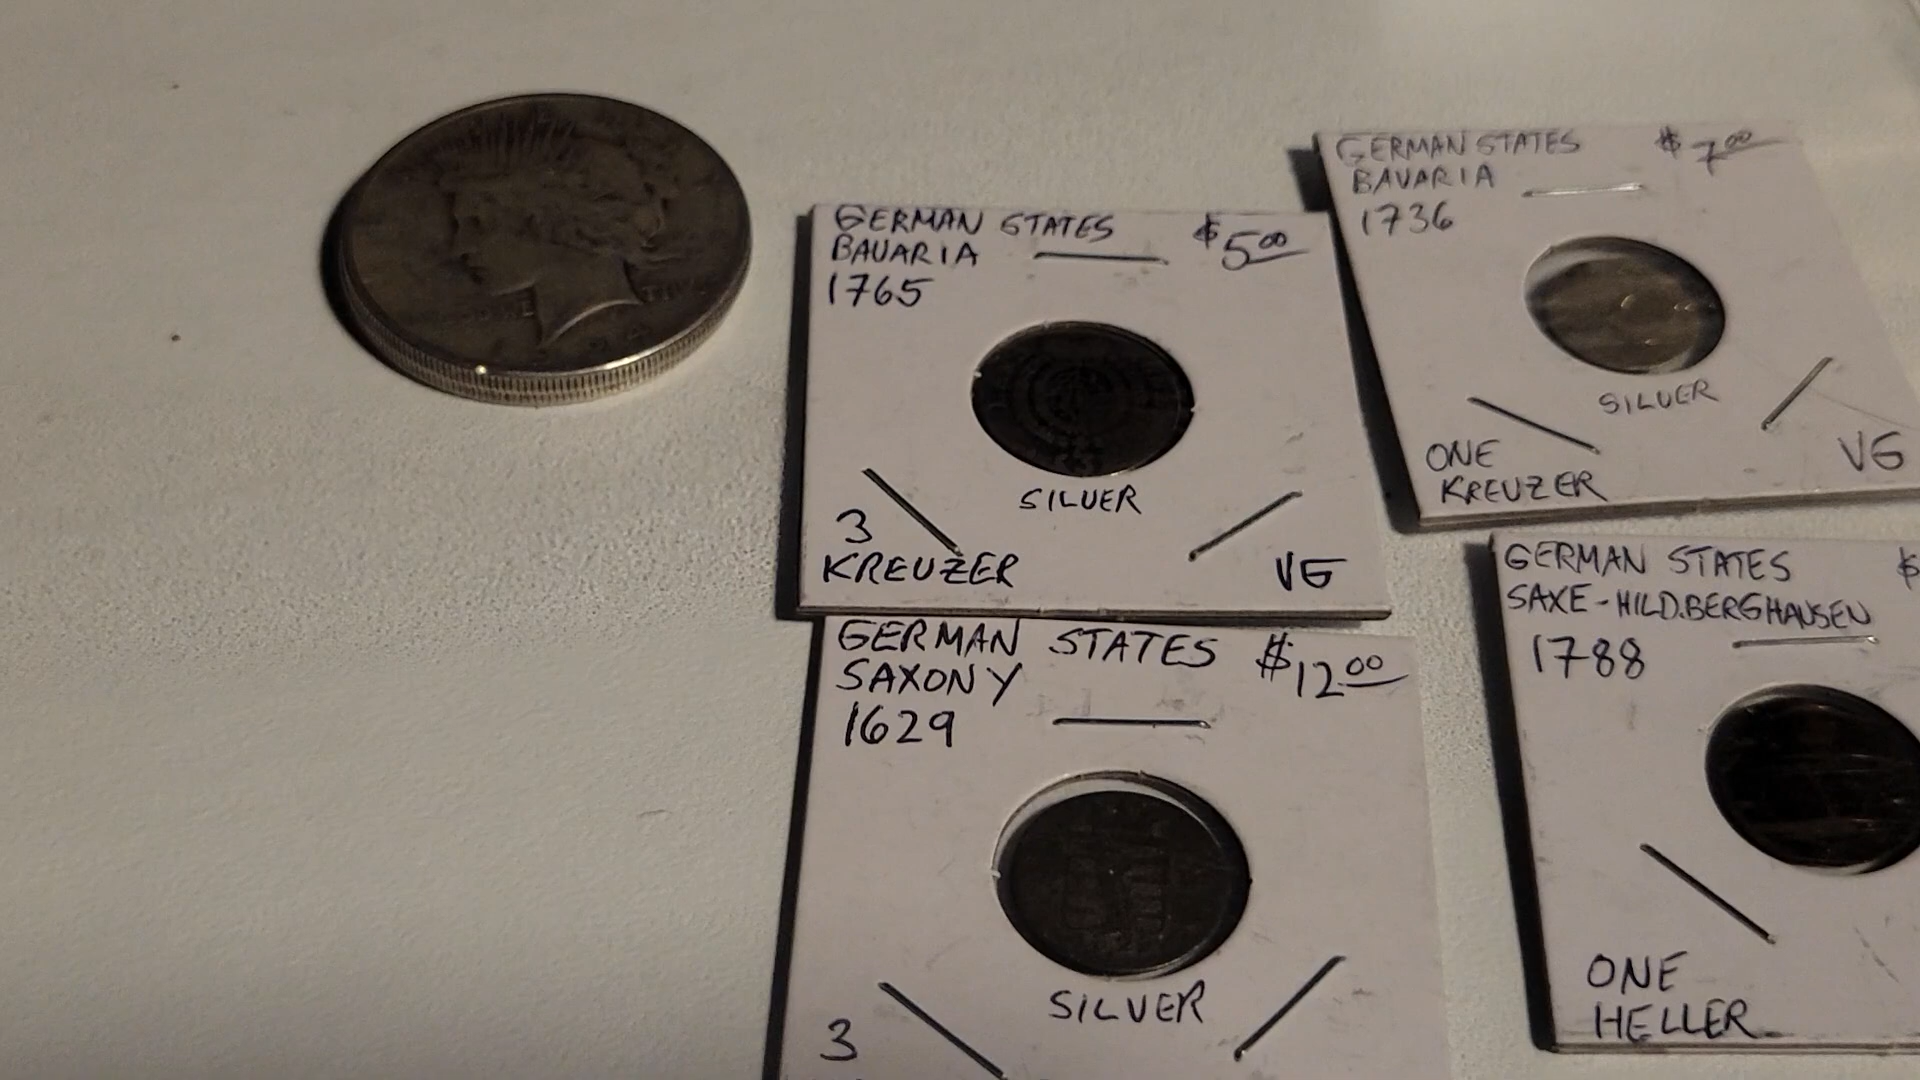 GERMAN STATES $5.00
BAVARIA
1765
SILVER
3
KREUZER VG
GERMAN STATES $7.00
BAVARIA
1736
SILVER
ONE
KREUZER VG
GERMAN STATES $12.00
SAXONY
1629
SILVER
3
GERMAN STATES $
SAXE-HILD.BERGHAUSEN
1788
ONE
HELLER